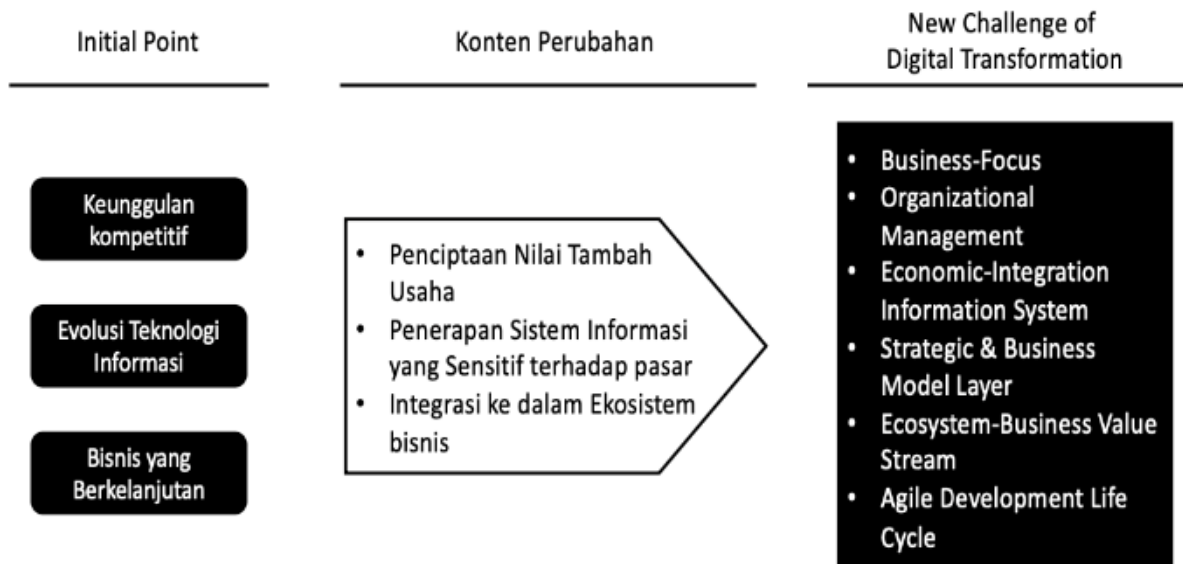 Initial Point
Konten Perubahan
New Challenge of
Digital Transformation
Keunggulan
kompetitif
Evolusi Teknologi
Informasi
Bisnis yang
Berkelanjutan
• Penciptaan Nilai Tambah
Usaha
• Penerapan Sistem Informasi
yang Sensitif terhadap pasar
• Integrasi ke dalam Ekosistem
bisnis
• Business-Focus
• Organizational
Management
• Economic-Integration
Information System
• Strategic & Business
Model Layer
• Ecosystem-Business Value
Stream
• Agile Development Life
Cycle